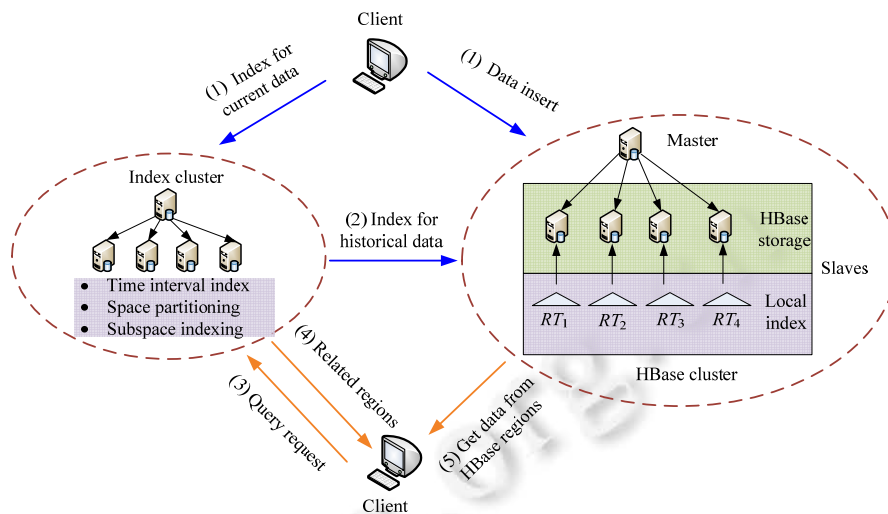 Client
(1) Index for
current data
(1) Data insert
Master
Index cluster
(2) Index for
historical data
HBase
storage
Slaves
• Time interval index
• Space partitioning
• Subspace indexing
RT1
RT2
RT3
RT4
Local
index
HBase cluster
(4) Related regions
(3) Query request
(5) Get data from
HBase regions
Client